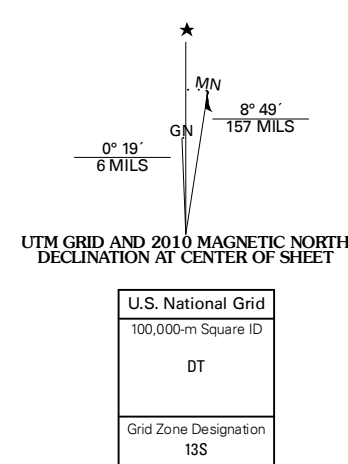 MN
8° 49´
157 MILS
GN
0° 19´
6 MILS
UTM GRID AND 2010 MAGNETIC NORTH
DECLINATION AT CENTER OF SHEET
U.S. National Grid
100,000-m Square ID
DT
Grid Zone Designation
13S